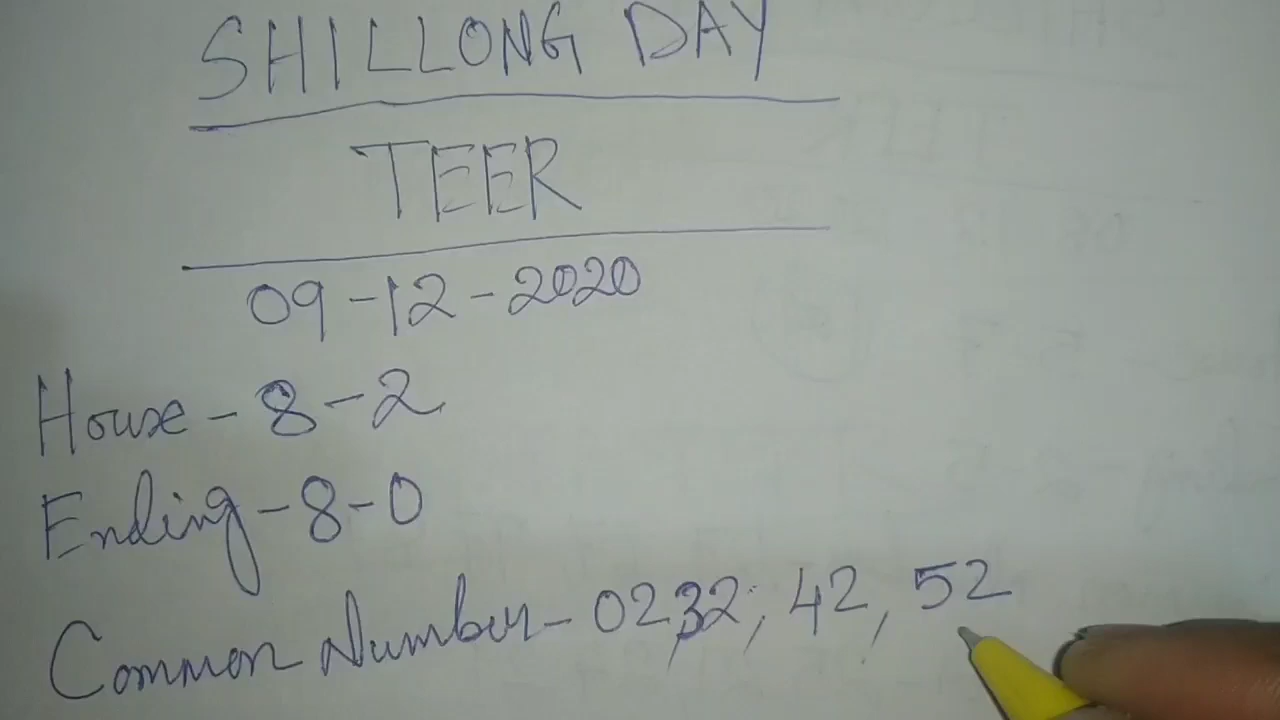 SHILLONG DAY
TEER
09-12-2020
House - 8-2
Ending - 8-0
Common Number - 02,32, 42, 52